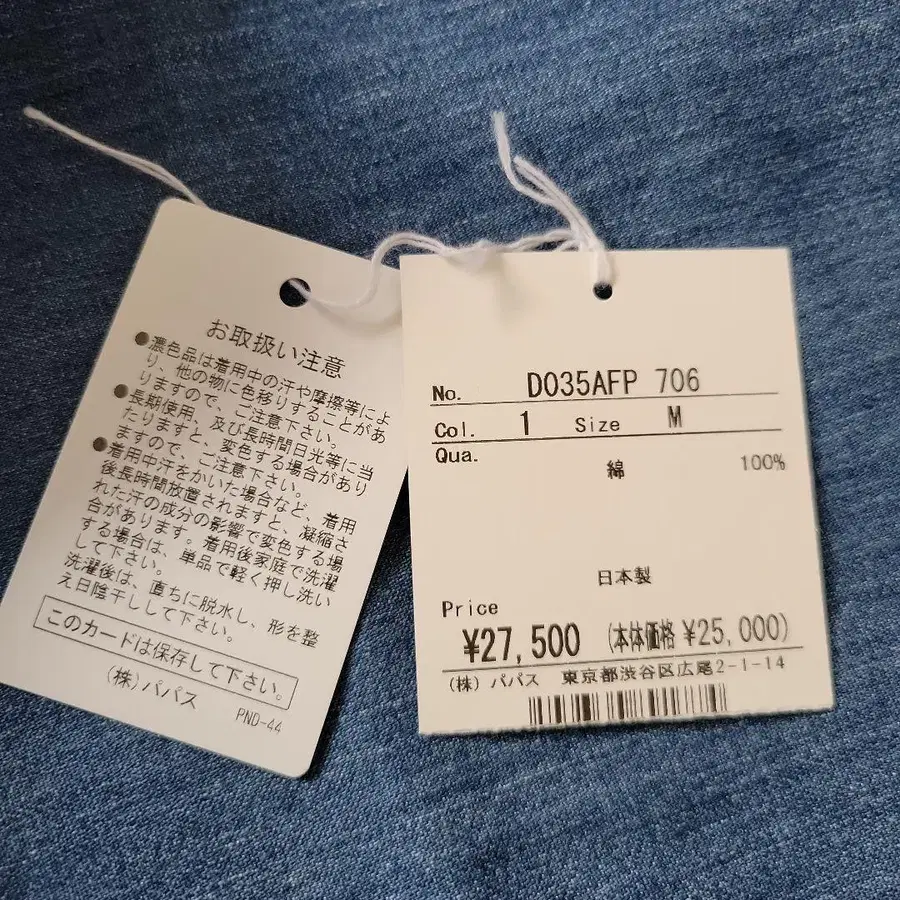 お取扱い注意
●濃色品は着用中の汗や摩擦等によ
り、他の物に色移りすることがあ
りますので、ご注意下さい。
●長期使用、及び長時間日光等に当
たりますと、変色する場合があり
ますので、ご注意下さい。
●着用中汗をかいた場合など、着用
後長時間放置されますと、凝縮さ
れた汗の成分の影響で変色する場
合があります。着用後家庭で洗濯
する場合は、単品で軽く押し洗い
して下さい。
洗濯後は、直ちに脱水し、形を整
え日陰干しして下さい。
このカードは保存して下さい。
(株)パパス
PND-44
No. D035AFP 706
Col. 1 Size M
Qua.
綿 100%
日本製
Price
¥27,500 (本体価格 ¥25,000)
(株) パパス 東京都渋谷区広尾2-1-14